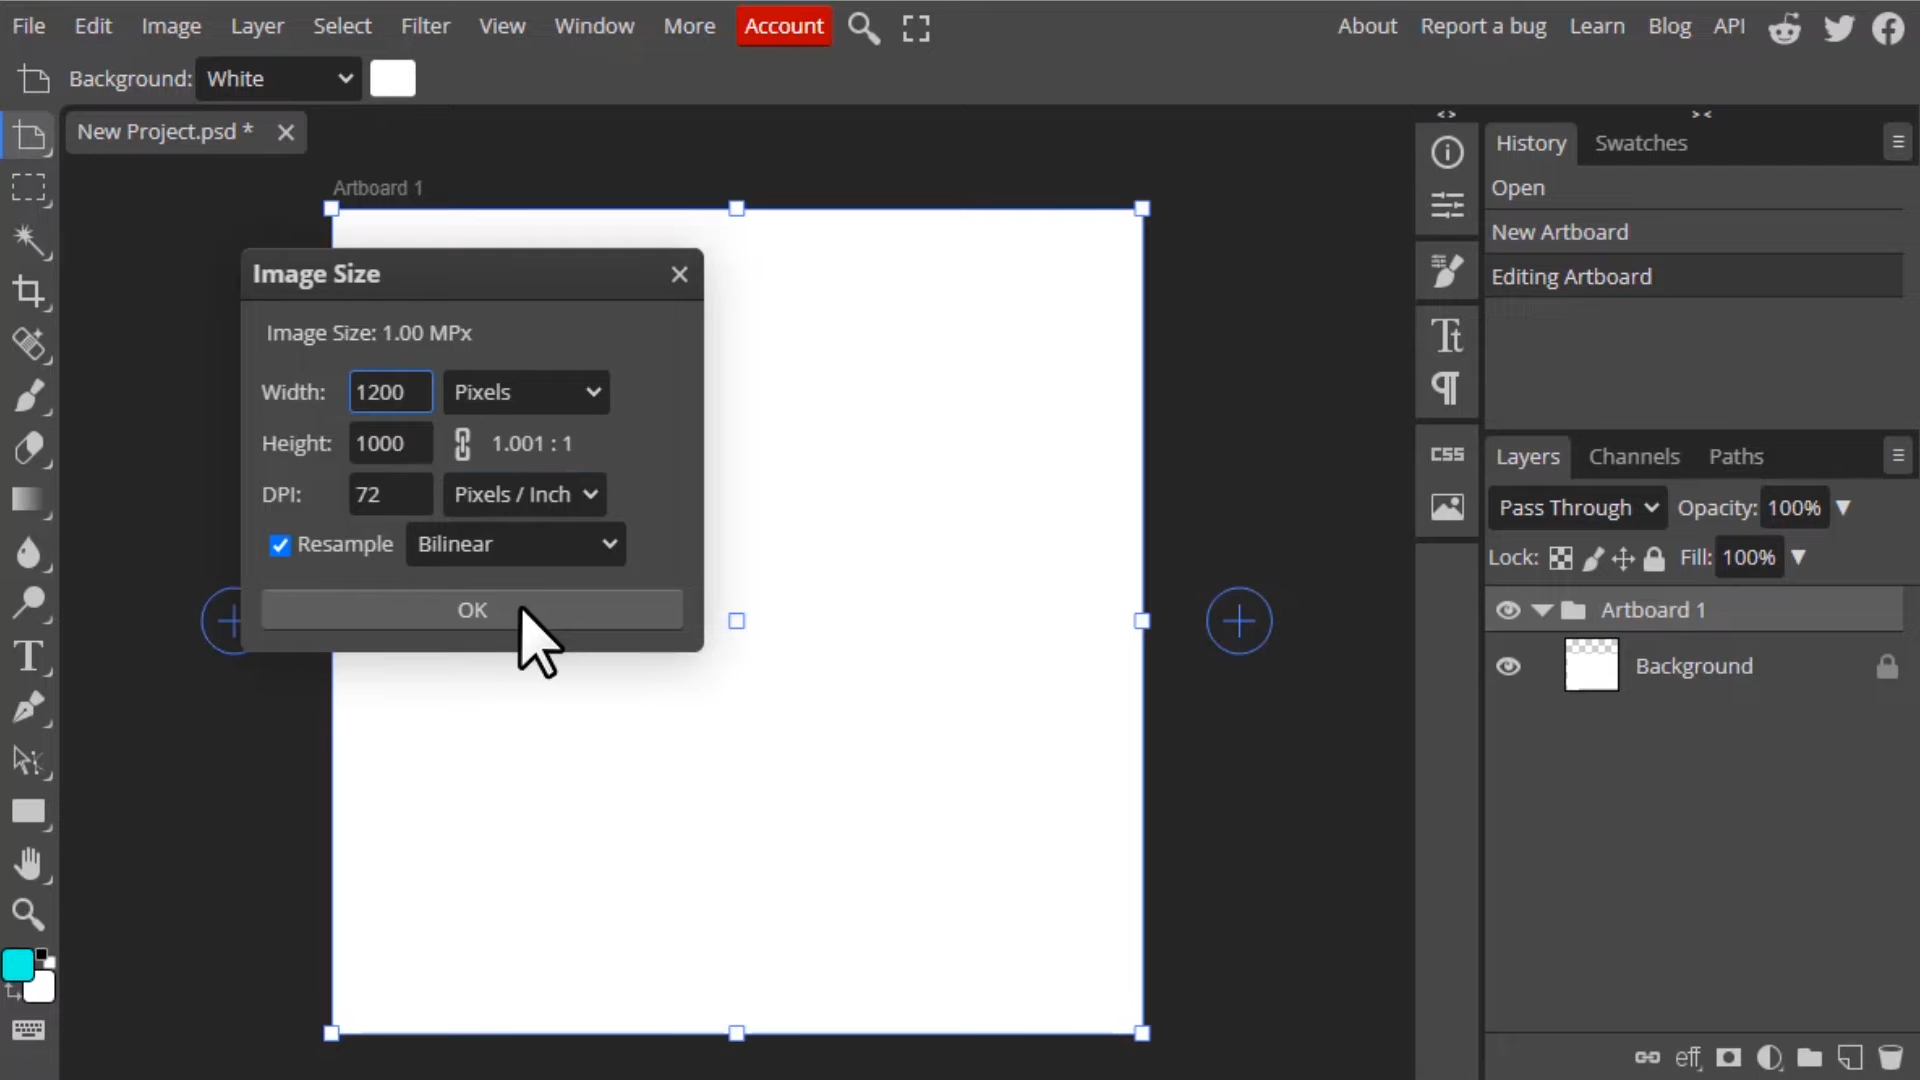 File Edit Image Layer Select Filter View Window More Account About Report a bug Learn Blog API
Background: White
New Project.psd *
Artboard 1
Image Size
Image Size: 1.00 MPx
Width: 1200 Pixels
Height: 1000 1.001 : 1
DPI: 72 Pixels / Inch
Resample Bilinear
OK
History Swatches
Open
New Artboard
Editing Artboard
CSS
Layers Channels Paths
Pass Through Opacity: 100%
Lock: Fill: 100%
Artboard 1
Background
eff